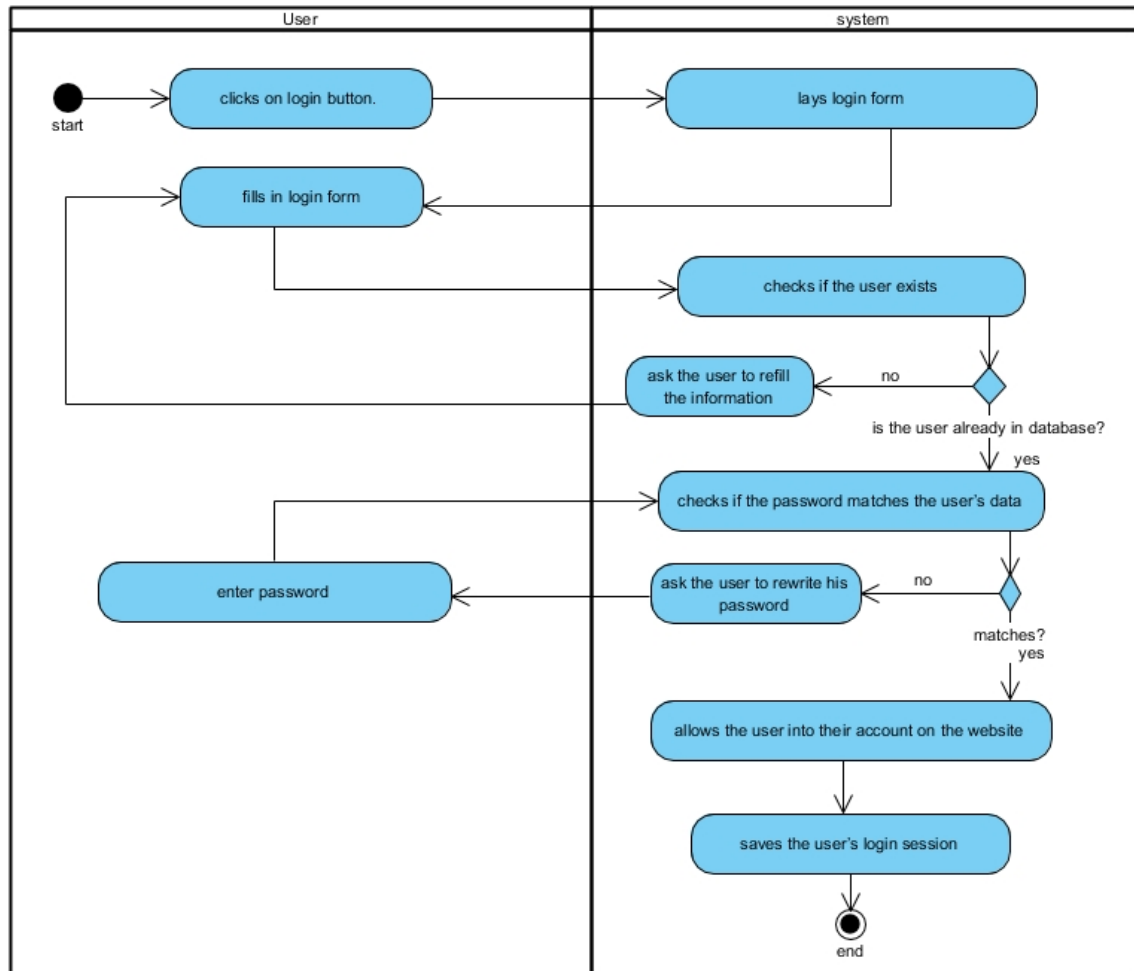 User
system
clicks on login button.
lays login form
start
fills in login form
checks if the user exists
ask the user to refill
the information
no
is the user already in database?
yes
checks if the password matches the user's data
enter password
ask the user to rewrite his
password
no
matches?
yes
allows the user into their account on the website
saves the user's login session
end